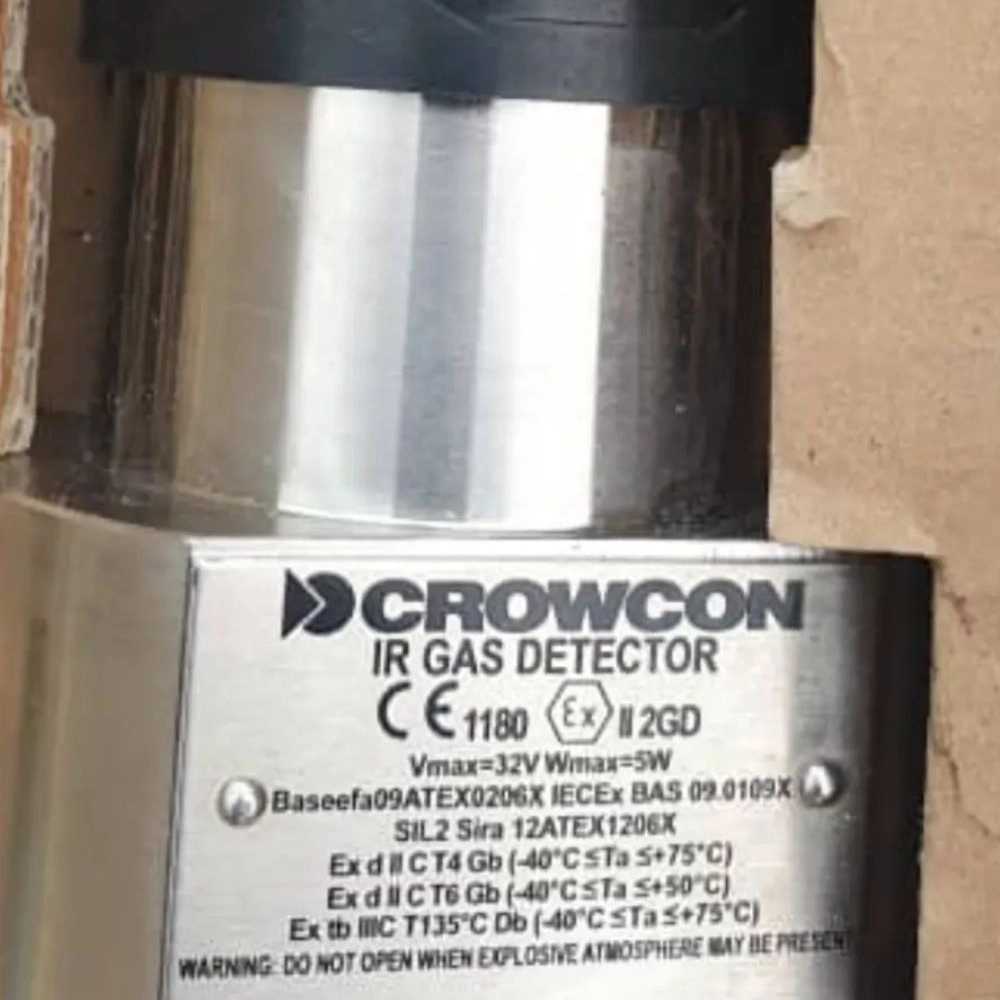 CROWCON
IR GAS DETECTOR
CE 1180 Ex II 2GD
Vmax=32V Wmax=5W
Baseefa09ATEX0206X IECEx BAS 09.0109X
SIL2 Sira 12ATEX1206X
Ex d II C T4 Gb (-40°C ≤Ta ≤+75°C)
Ex d II C T6 Gb (-40°C ≤Ta ≤+50°C)
Ex tb IIIC T135°C Db (-40°C ≤Ta ≤+75°C)
WARNING: DO NOT OPEN WHEN EXPLOSIVE ATMOSPHERE MAY BE PRESENT